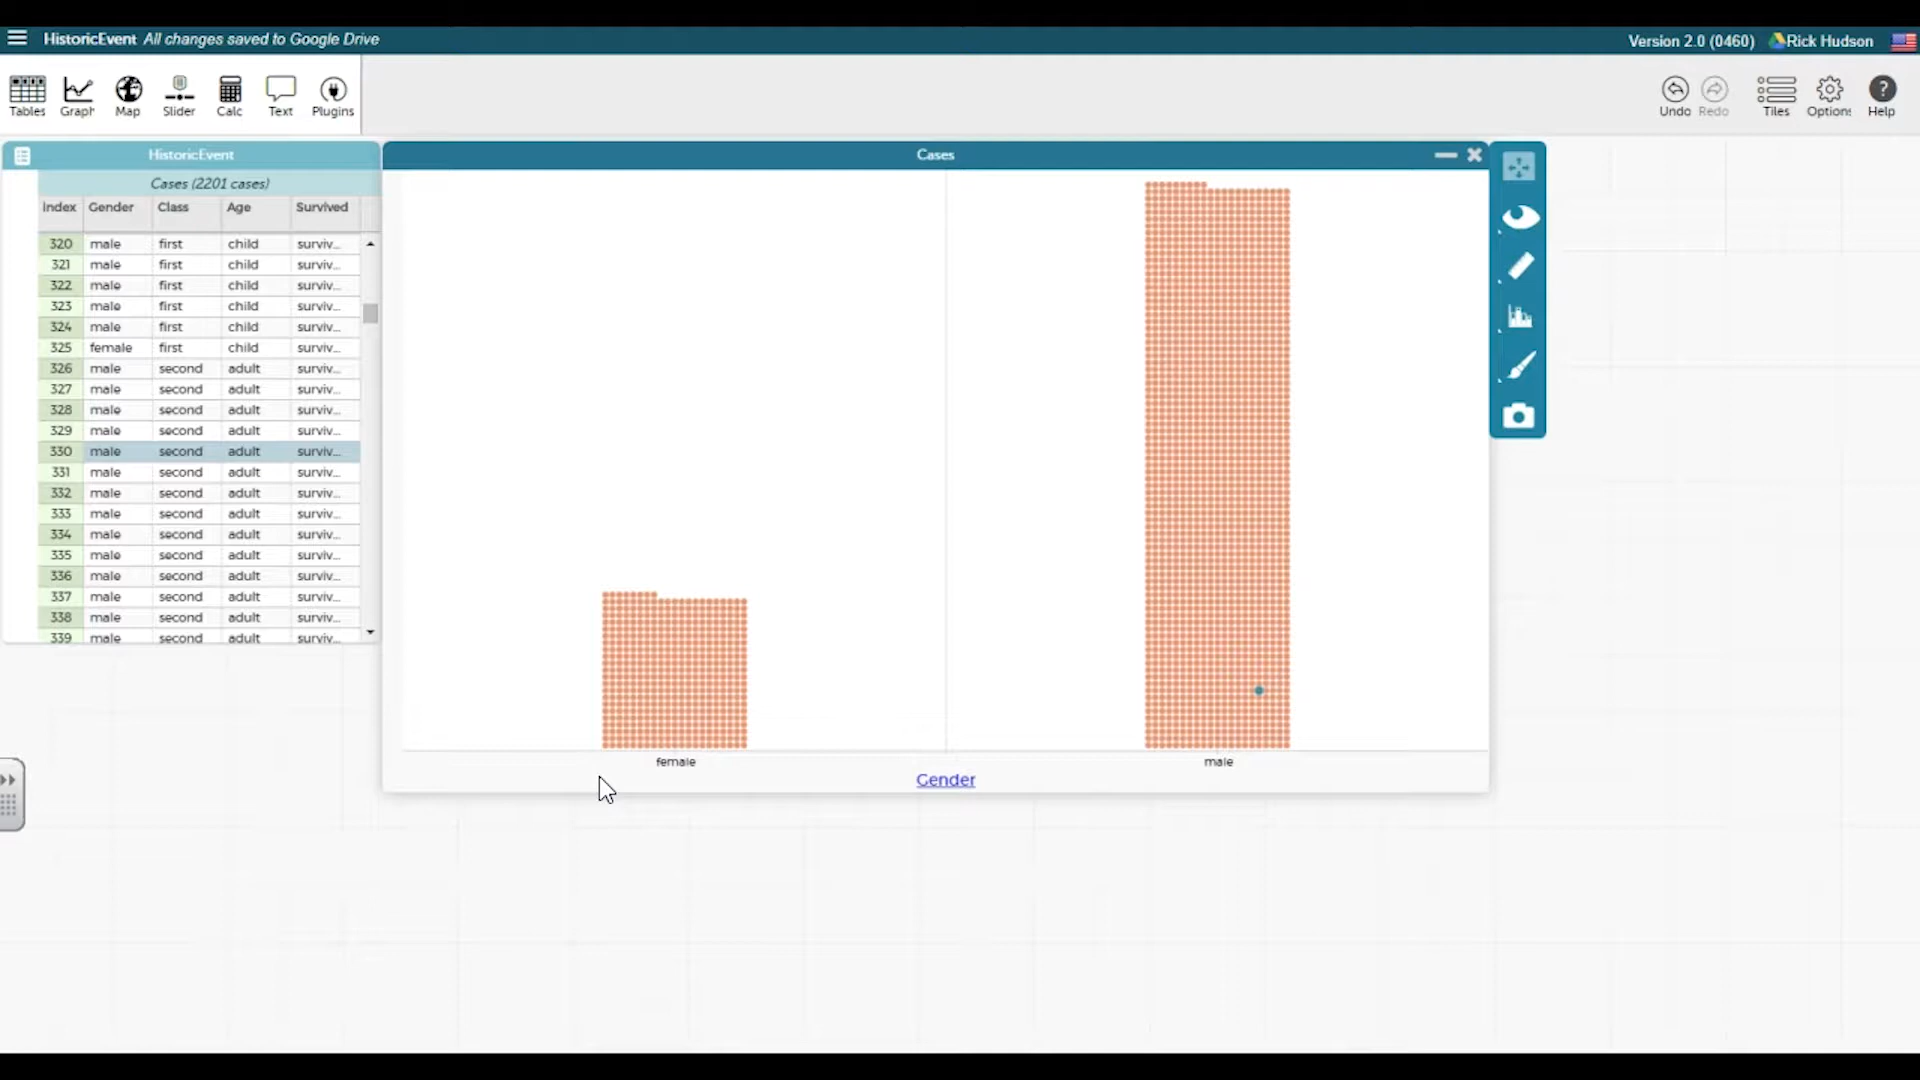 HistoricEvent All changes saved to Google Drive
Version 2.0 (0460) Rick Hudson
Tables Graph Map Slider Calc Text Plugins
Undo Redo Tiles Options Help
HistoricEvent
Cases (2201 cases)
Index Gender Class Age Survived
320 male first child surviv...
321 male first child surviv...
322 male first child surviv...
323 male first child surviv...
324 male first child surviv...
325 female first child surviv...
326 male second adult surviv...
327 male second adult surviv...
328 male second adult surviv...
329 male second adult surviv...
330 male second adult surviv...
331 male second adult surviv...
332 male second adult surviv...
333 male second adult surviv...
334 male second adult surviv...
335 male second adult surviv...
336 male second adult surviv...
337 male second adult surviv...
338 male second adult surviv...
339 male second adult surviv...
Cases
female male
Gender